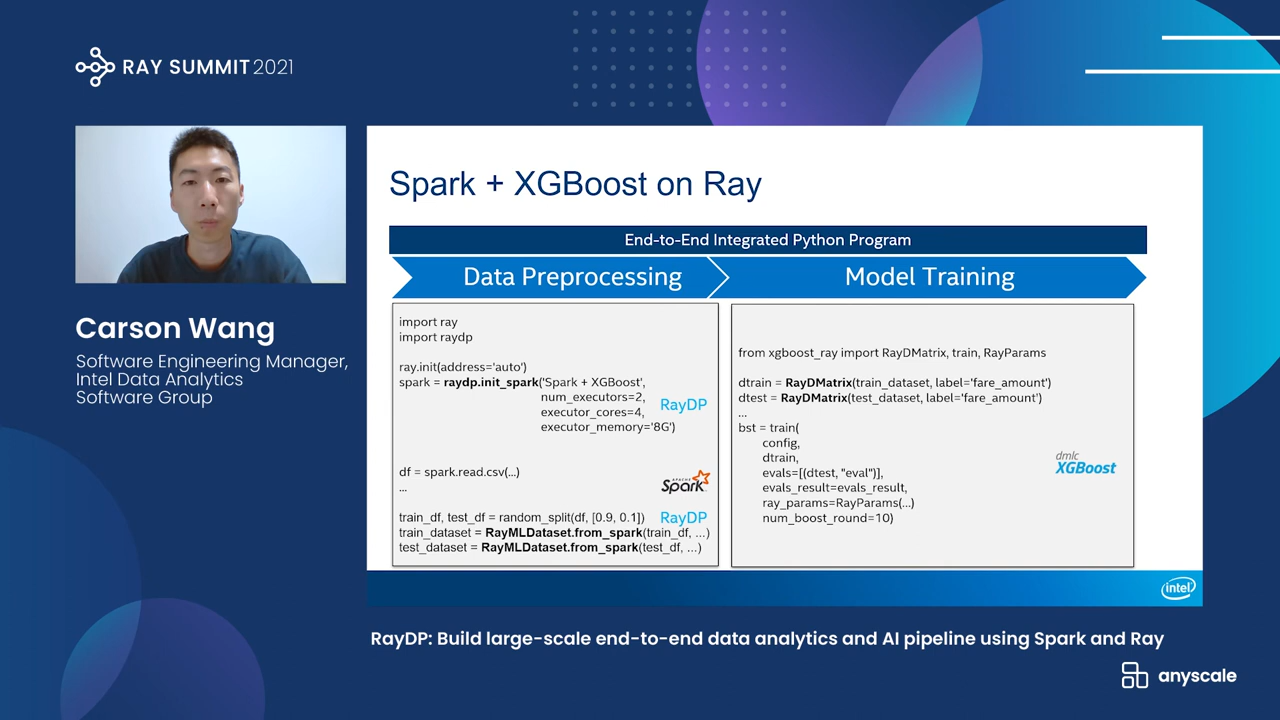 RAY SUMMIT 2021
Carson Wang
Software Engineering Manager,
Intel Data Analytics
Software Group
Spark + XGBoost on Ray
End-to-End Integrated Python Program
Data Preprocessing
Model Training
import ray
import raydp
ray.init(address='auto')
spark = raydp.init_spark('Spark + XGBoost',
num_executors=2,
executor_cores=4,
executor_memory='8G')
RayDP
df = spark.read.csv(...)
...
APACHE
Spark
train_df, test_df = random_split(df, [0.9, 0.1])
RayDP
train_dataset = RayMLDataset.from_spark(train_df, ...)
test_dataset = RayMLDataset.from_spark(test_df, ...)
from xgboost_ray import RayDMatrix, train, RayParams
dtrain = RayDMatrix(train_dataset, label='fare_amount')
dtest = RayDMatrix(test_dataset, label='fare_amount')
...
bst = train(
config,
dtrain,
evals=[(dtest, "eval")],
evals_result=evals_result,
ray_params=RayParams(...)
num_boost_round=10)
dmlc
XGBoost
intel
RayDP: Build large-scale end-to-end data analytics and AI pipeline using Spark and Ray
anyscale